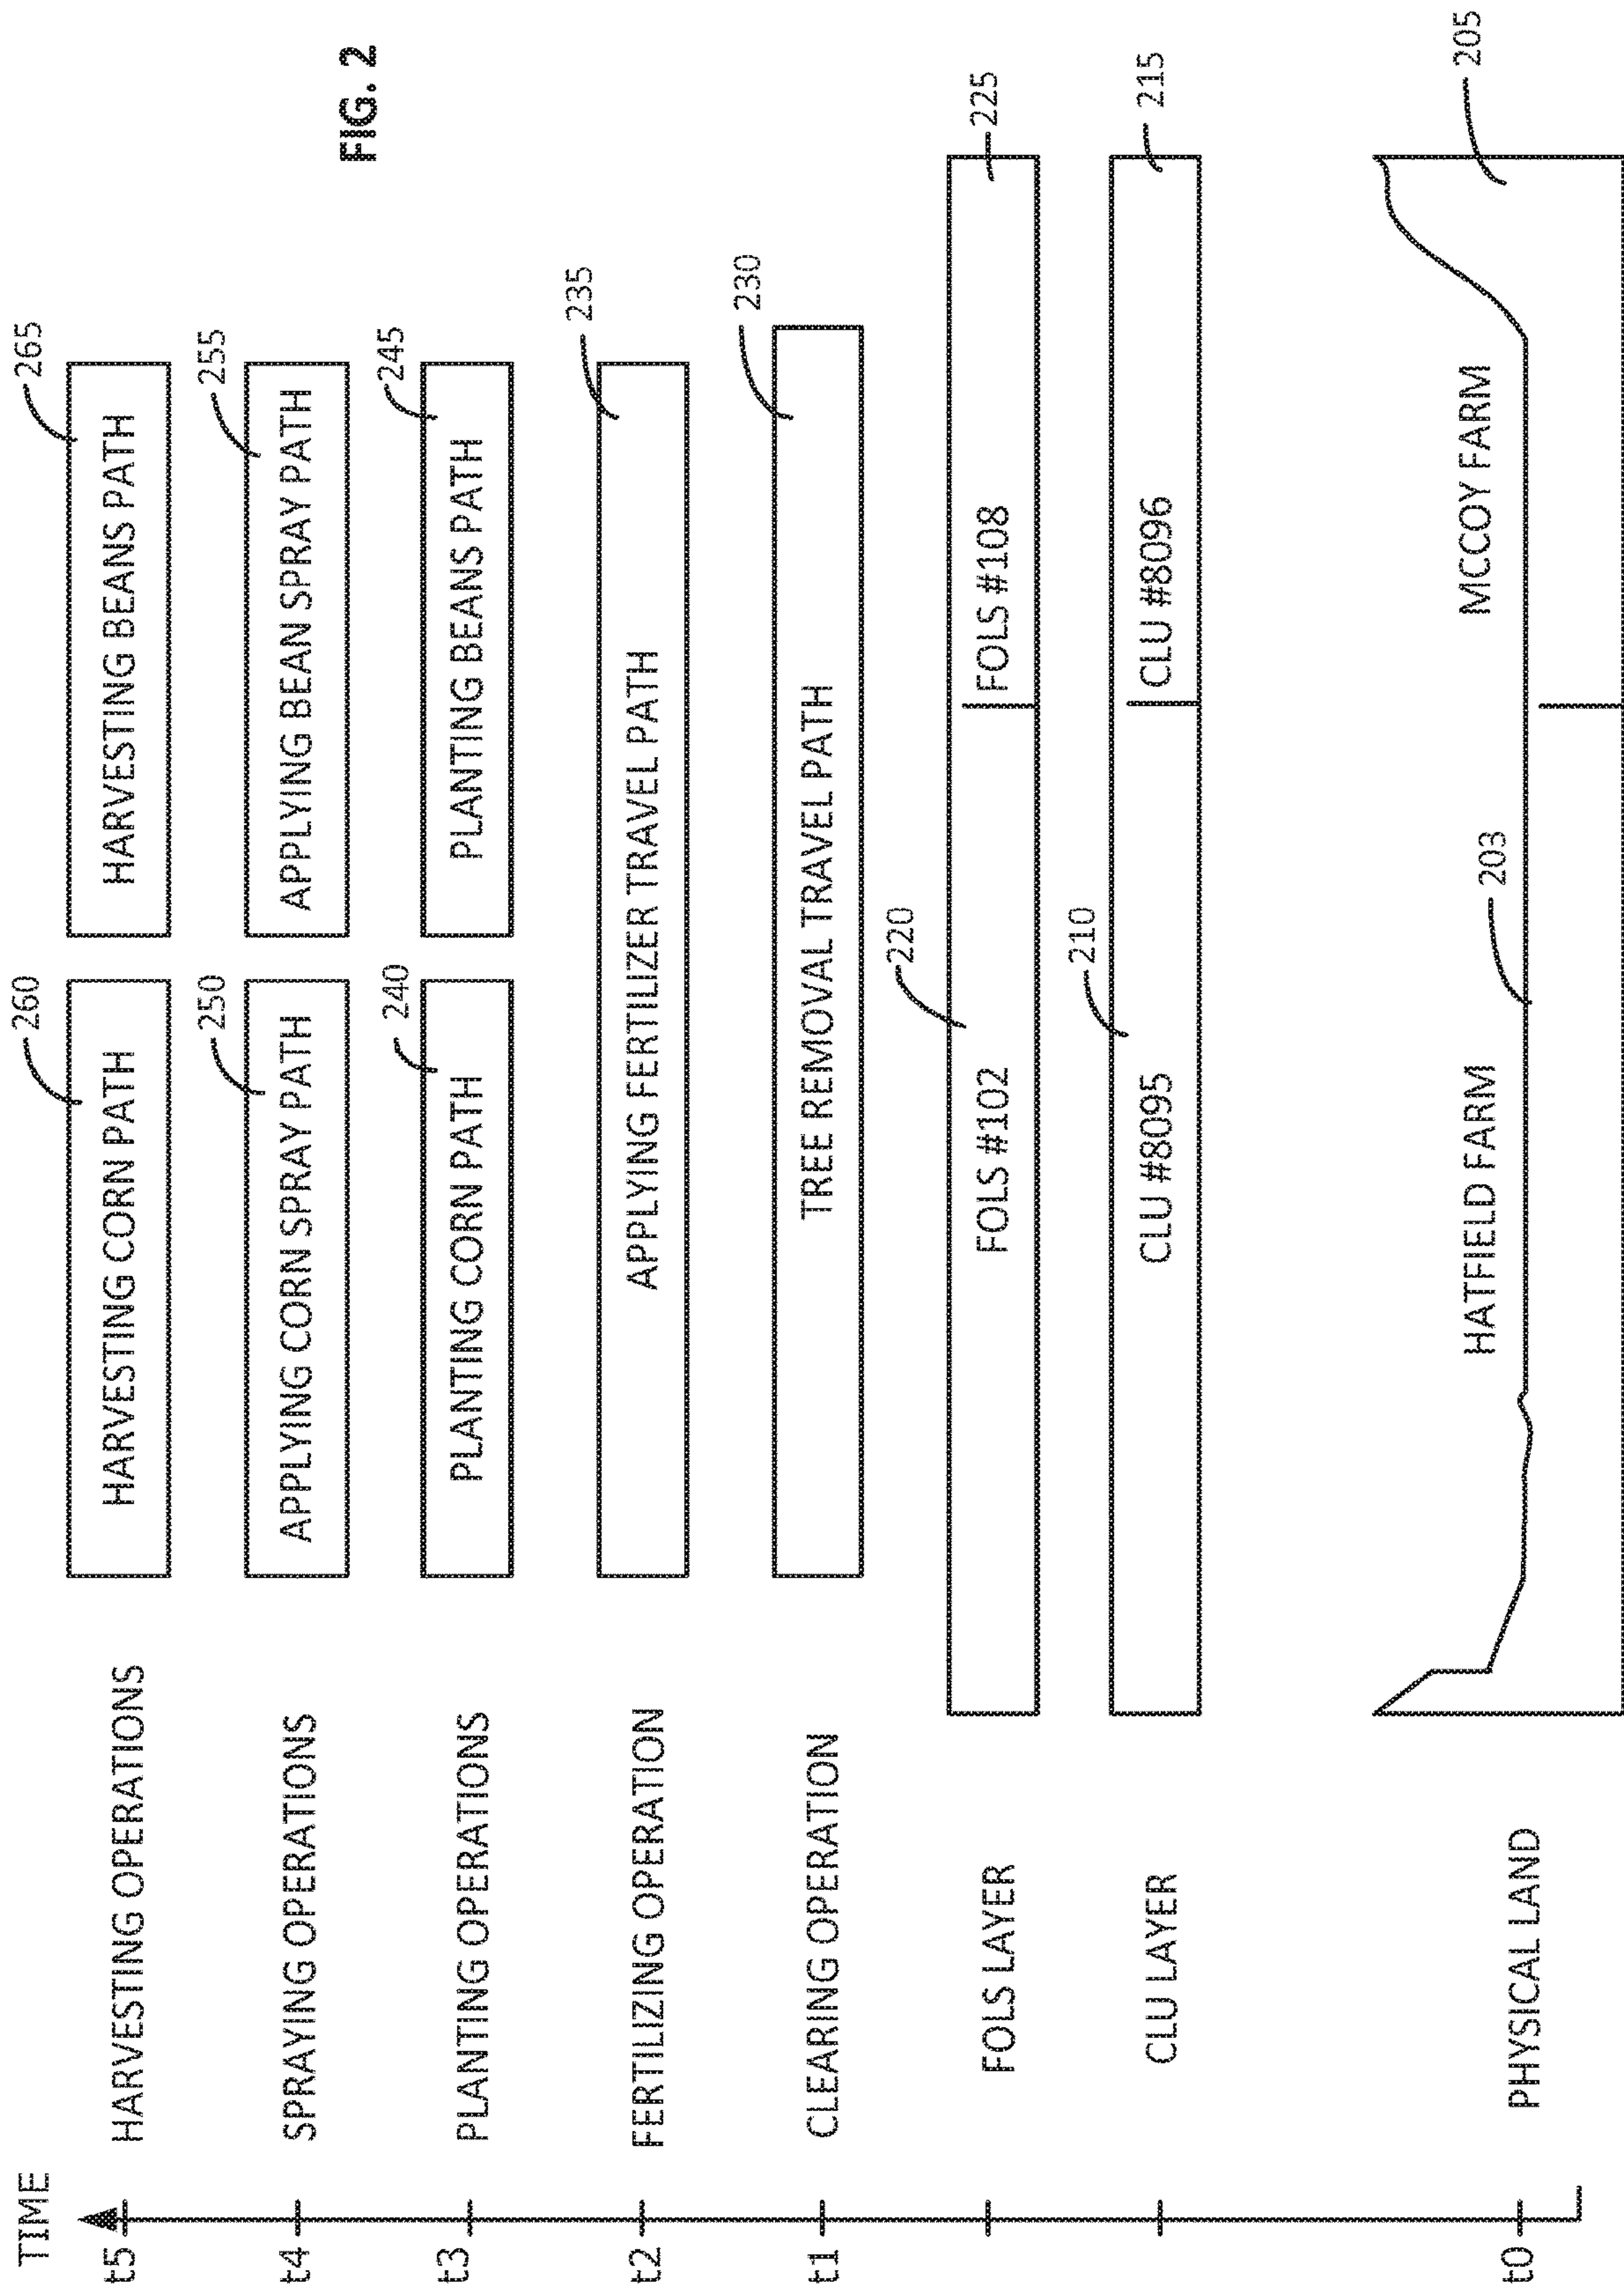 FIG. 2
TIME
t5
HARVESTING OPERATIONS
HARVESTING CORN PATH
260
HARVESTING BEANS PATH
265
t4
SPRAYING OPERATIONS
APPLYING CORN SPRAY PATH
250
APPLYING BEAN SPRAY PATH
255
t3
PLANTING OPERATIONS
PLANTING CORN PATH
240
PLANTING BEANS PATH
245
t2
FERTILIZING OPERATION
APPLYING FERTILIZER TRAVEL PATH
235
t1
CLEARING OPERATION
TREE REMOVAL TRAVEL PATH
230
FOLS LAYER
FOLS #102
220
FOLS #108
225
CLU LAYER
CLU #8095
210
CLU #8096
215
t0
PHYSICAL LAND
HATFIELD FARM
203
MCCOY FARM
205